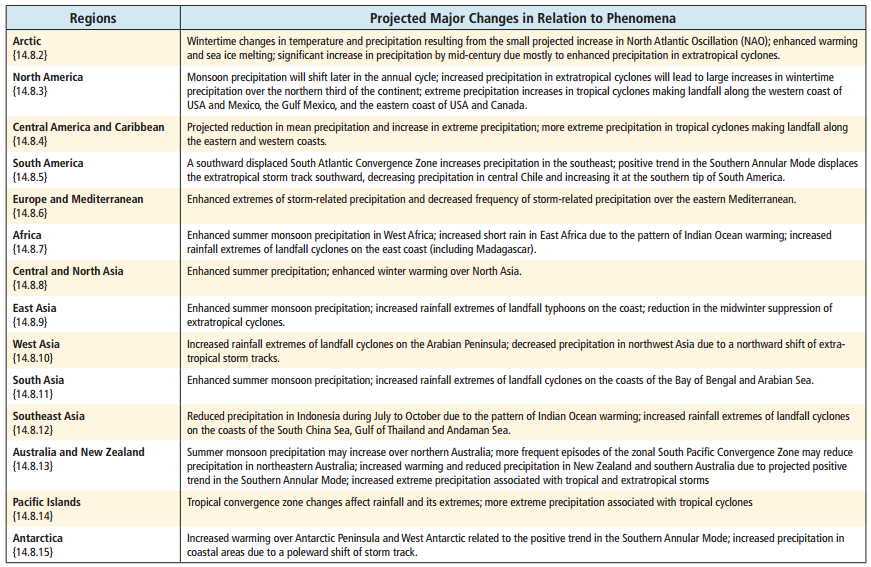 Regions
Projected Major Changes in Relation to Phenomena
Arctic
{14.8.2}
Wintertime changes in temperature and precipitation resulting from the small projected increase in North Atlantic Oscillation (NAO); enhanced warming
and sea ice melting; significant increase in precipitation by mid-century due mostly to enhanced precipitation in extratropical cyclones.
North America
{14.8.3}
Monsoon precipitation will shift later in the annual cycle; increased precipitation in extratropical cyclones will lead to large increases in wintertime
precipitation over the northern third of the continent; extreme precipitation increases in tropical cyclones making landfall along the western coast of
USA and Mexico, the Gulf Mexico, and the eastern coast of USA and Canada.
Central America and Caribbean
{14.8.4}
Projected reduction in mean precipitation and increase in extreme precipitation; more extreme precipitation in tropical cyclones making landfall along
the eastern and western coasts.
South America
{14.8.5}
A southward displaced South Atlantic Convergence Zone increases precipitation in the southeast; positive trend in the Southern Annular Mode displaces
the extratropical storm track southward, decreasing precipitation in central Chile and increasing it at the southern tip of South America.
Europe and Mediterranean
{14.8.6}
Enhanced extremes of storm-related precipitation and decreased frequency of storm-related precipitation over the eastern Mediterranean.
Africa
{14.8.7}
Enhanced summer monsoon precipitation in West Africa; increased short rain in East Africa due to the pattern of Indian Ocean warming; increased
rainfall extremes of landfall cyclones on the east coast (including Madagascar).
Central and North Asia
{14.8.8}
Enhanced summer precipitation; enhanced winter warming over North Asia.
East Asia
{14.8.9}
Enhanced summer monsoon precipitation; increased rainfall extremes of landfall typhoons on the coast; reduction in the midwinter suppression of
extratropical cyclones.
West Asia
{14.8.10}
Increased rainfall extremes of landfall cyclones on the Arabian Peninsula; decreased precipitation in northwest Asia due to a northward shift of extra-
tropical storm tracks.
South Asia
{14.8.11}
Enhanced summer monsoon precipitation; increased rainfall extremes of landfall cyclones on the coasts of the Bay of Bengal and Arabian Sea.
Southeast Asia
{14.8.12}
Reduced precipitation in Indonesia during July to October due to the pattern of Indian Ocean warming; increased rainfall extremes of landfall cyclones
on the coasts of the South China Sea, Gulf of Thailand and Andaman Sea.
Australia and New Zealand
{14.8.13}
Summer monsoon precipitation may increase over northern Australia; more frequent episodes of the zonal South Pacific Convergence Zone may reduce
precipitation in northeastern Australia; increased warming and reduced precipitation in New Zealand and southern Australia due to projected positive
trend in the Southern Annular Mode; increased extreme precipitation associated with tropical and extratropical storms
Pacific Islands
{14.8.14}
Tropical convergence zone changes affect rainfall and its extremes; more extreme precipitation associated with tropical cyclones
Antarctica
{14.8.15}
Increased warming over Antarctic Peninsula and West Antarctic related to the positive trend in the Southern Annular Mode; increased precipitation in
coastal areas due to a poleward shift of storm track.